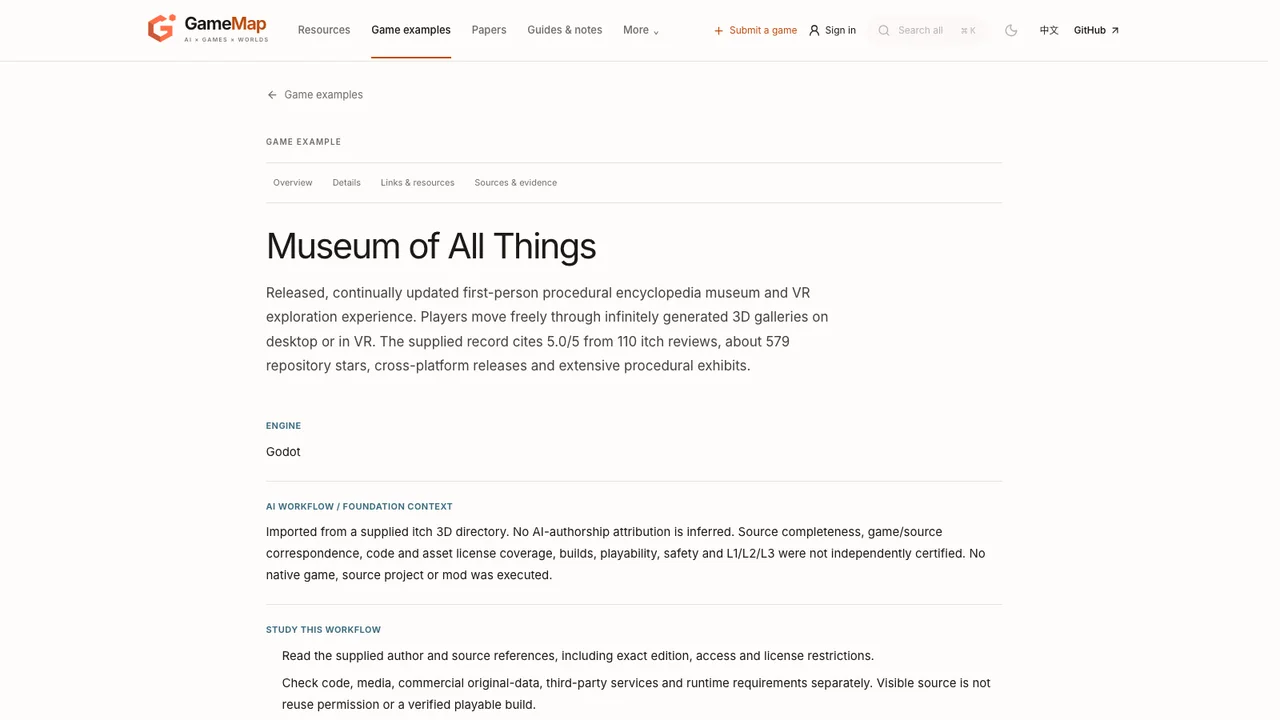 GameMap
AI × GAMES × WORLDS
Resources
Game examples
Papers
Guides & notes
More
+ Submit a game
Sign in
Search all
⌘ K
中文
GitHub ↗
← Game examples
GAME EXAMPLE
Overview
Details
Links & resources
Sources & evidence
Museum of All Things
Released, continually updated first-person procedural encyclopedia museum and VR
exploration experience. Players move freely through infinitely generated 3D galleries on
desktop or in VR. The supplied record cites 5.0/5 from 110 itch reviews, about 579
repository stars, cross-platform releases and extensive procedural exhibits.
ENGINE
Godot
AI WORKFLOW / FOUNDATION CONTEXT
Imported from a supplied itch 3D directory. No AI-authorship attribution is inferred. Source completeness, game/source
correspondence, code and asset license coverage, builds, playability, safety and L1/L2/L3 were not independently certified. No
native game, source project or mod was executed.
STUDY THIS WORKFLOW
Read the supplied author and source references, including exact edition, access and license restrictions.
Check code, media, commercial original-data, third-party services and runtime requirements separately. Visible source is not
reuse permission or a verified playable build.